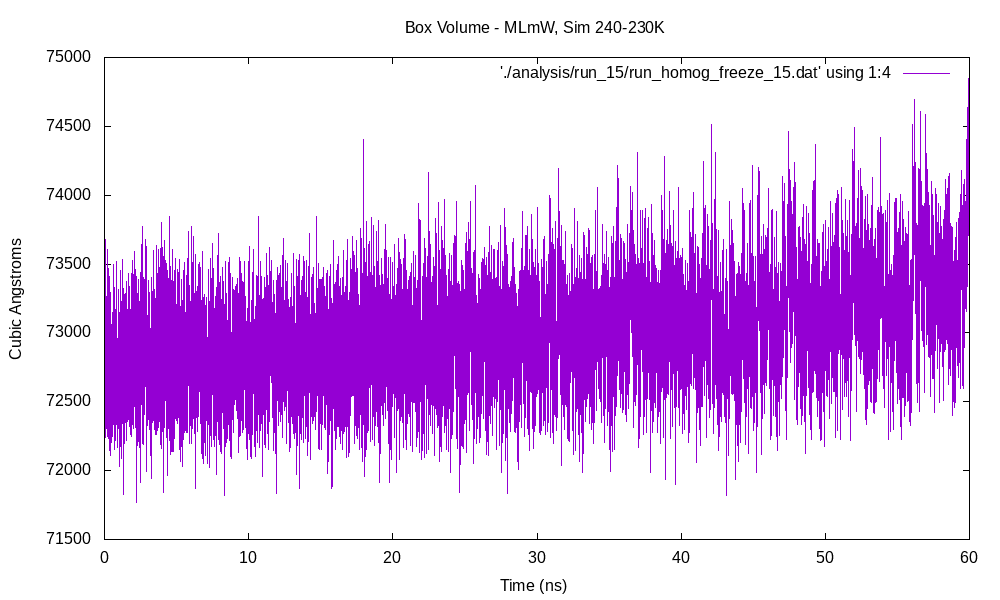 Box Volume - MLmW, Sim 240-230K
'./analysis/run_15/run_homog_freeze_15.dat' using 1:4
75000
74500
74000
73500
73000
72500
72000
71500
Cubic Angstroms
0 10 20 30 40 50 60
Time (ns)